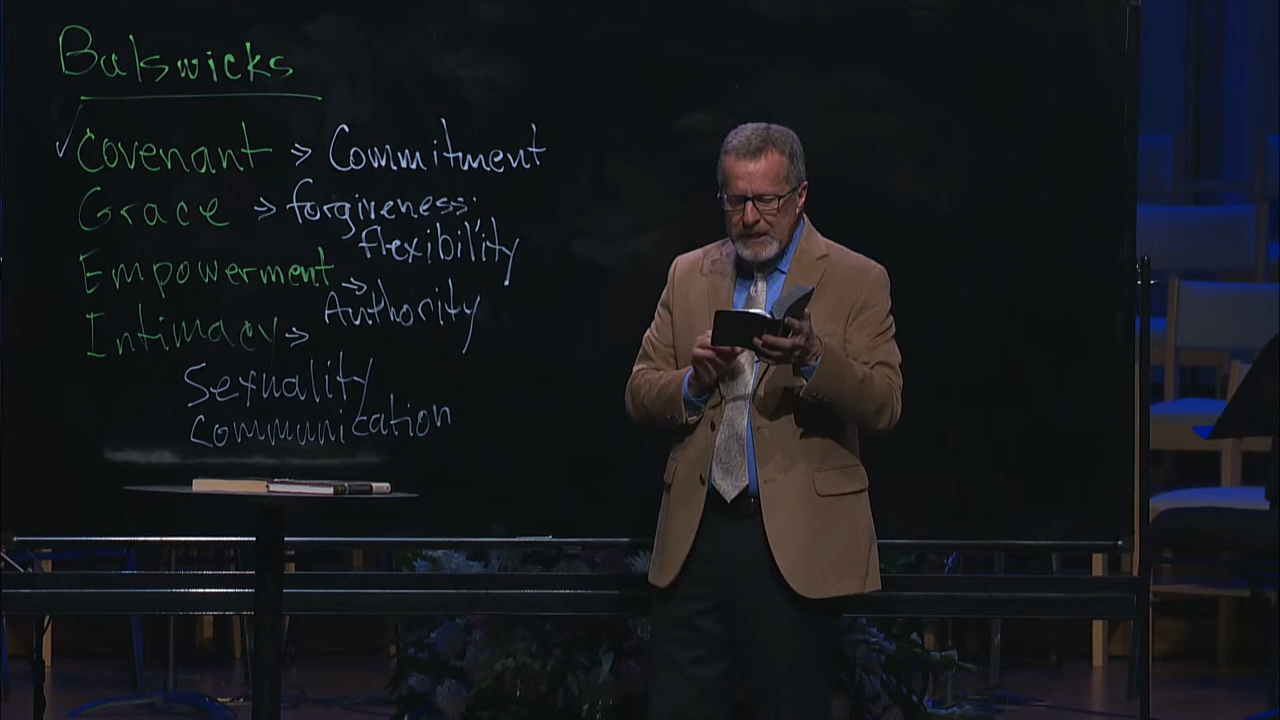 Balswicks
✓ Covenant > Commitment
Grace → forgiveness:
flexibility
Empowerment →
Authority
Intimacy →
Sexuality
Communication